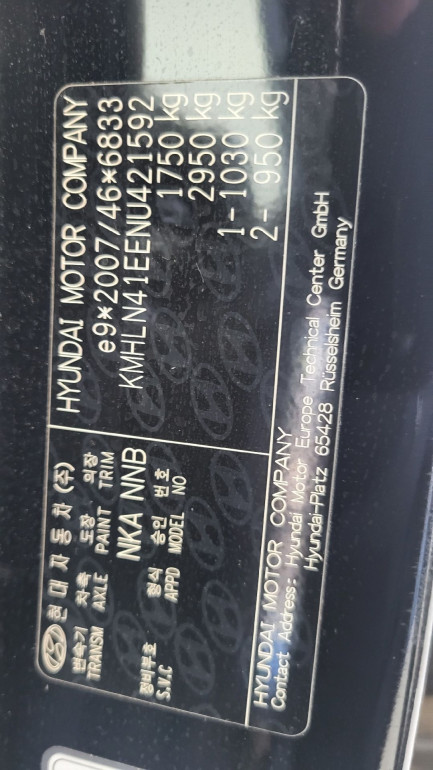 현 대 자 동 차 (주)
HYUNDAI MOTOR COMPANY
변속기 차축 도장 의장
TRANSM AXLE PAINT TRIM
e9*2007/46*6833
NKA NNB
KMHLN41EENU421592
정비부호 형식 승인 번호
S.V.C APPD MODEL NO
1750 kg
2950 kg
1- 1030 kg
2- 950 kg
HYUNDAI MOTOR COMPANY
Contact Address: Hyundai Motor Europe Technical Center GmbH
Hyundai-Platz 65428 Rüsselsheim Germany